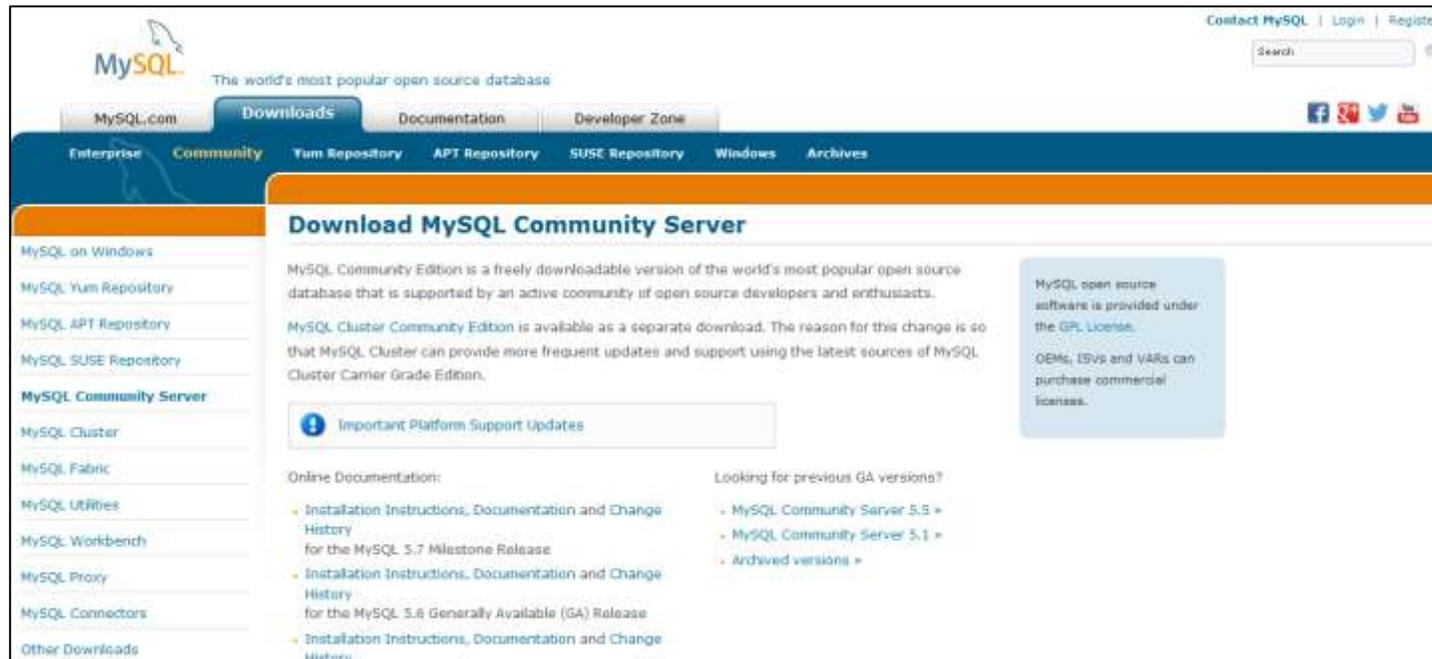 Contact MySQL | Login | Registe
MySQL
The world's most popular open source database
Search
MySQL.com
Downloads
Documentation
Developer Zone
Enterprise
Community
Yum Repository
APT Repository
SUSE Repository
Windows
Archives
MySQL on Windows
MySQL Yum Repository
MySQL APT Repository
MySQL SUSE Repository
MySQL Community Server
MySQL Cluster
MySQL Fabric
MySQL Utilities
MySQL Workbench
MySQL Proxy
MySQL Connectors
Other Downloads
Download MySQL Community Server
MySQL Community Edition is a freely downloadable version of the world's most popular open source
database that is supported by an active community of open source developers and enthusiasts.
MySQL Cluster Community Edition is available as a separate download. The reason for this change is so
that MySQL Cluster can provide more frequent updates and support using the latest sources of MySQL
Cluster Carrier Grade Edition.
Important Platform Support Updates
Online Documentation:
Installation Instructions, Documentation and Change
History
for the MySQL 5.7 Milestone Release
Installation Instructions, Documentation and Change
History
for the MySQL 5.6 Generally Available (GA) Release
Installation Instructions, Documentation and Change
History
Looking for previous GA versions?
MySQL Community Server 5.5 »
MySQL Community Server 5.1 »
Archived versions »
MySQL open source
software is provided under
the GPL License.
OEMs, ISVs and VARs can
purchase commercial
licenses.